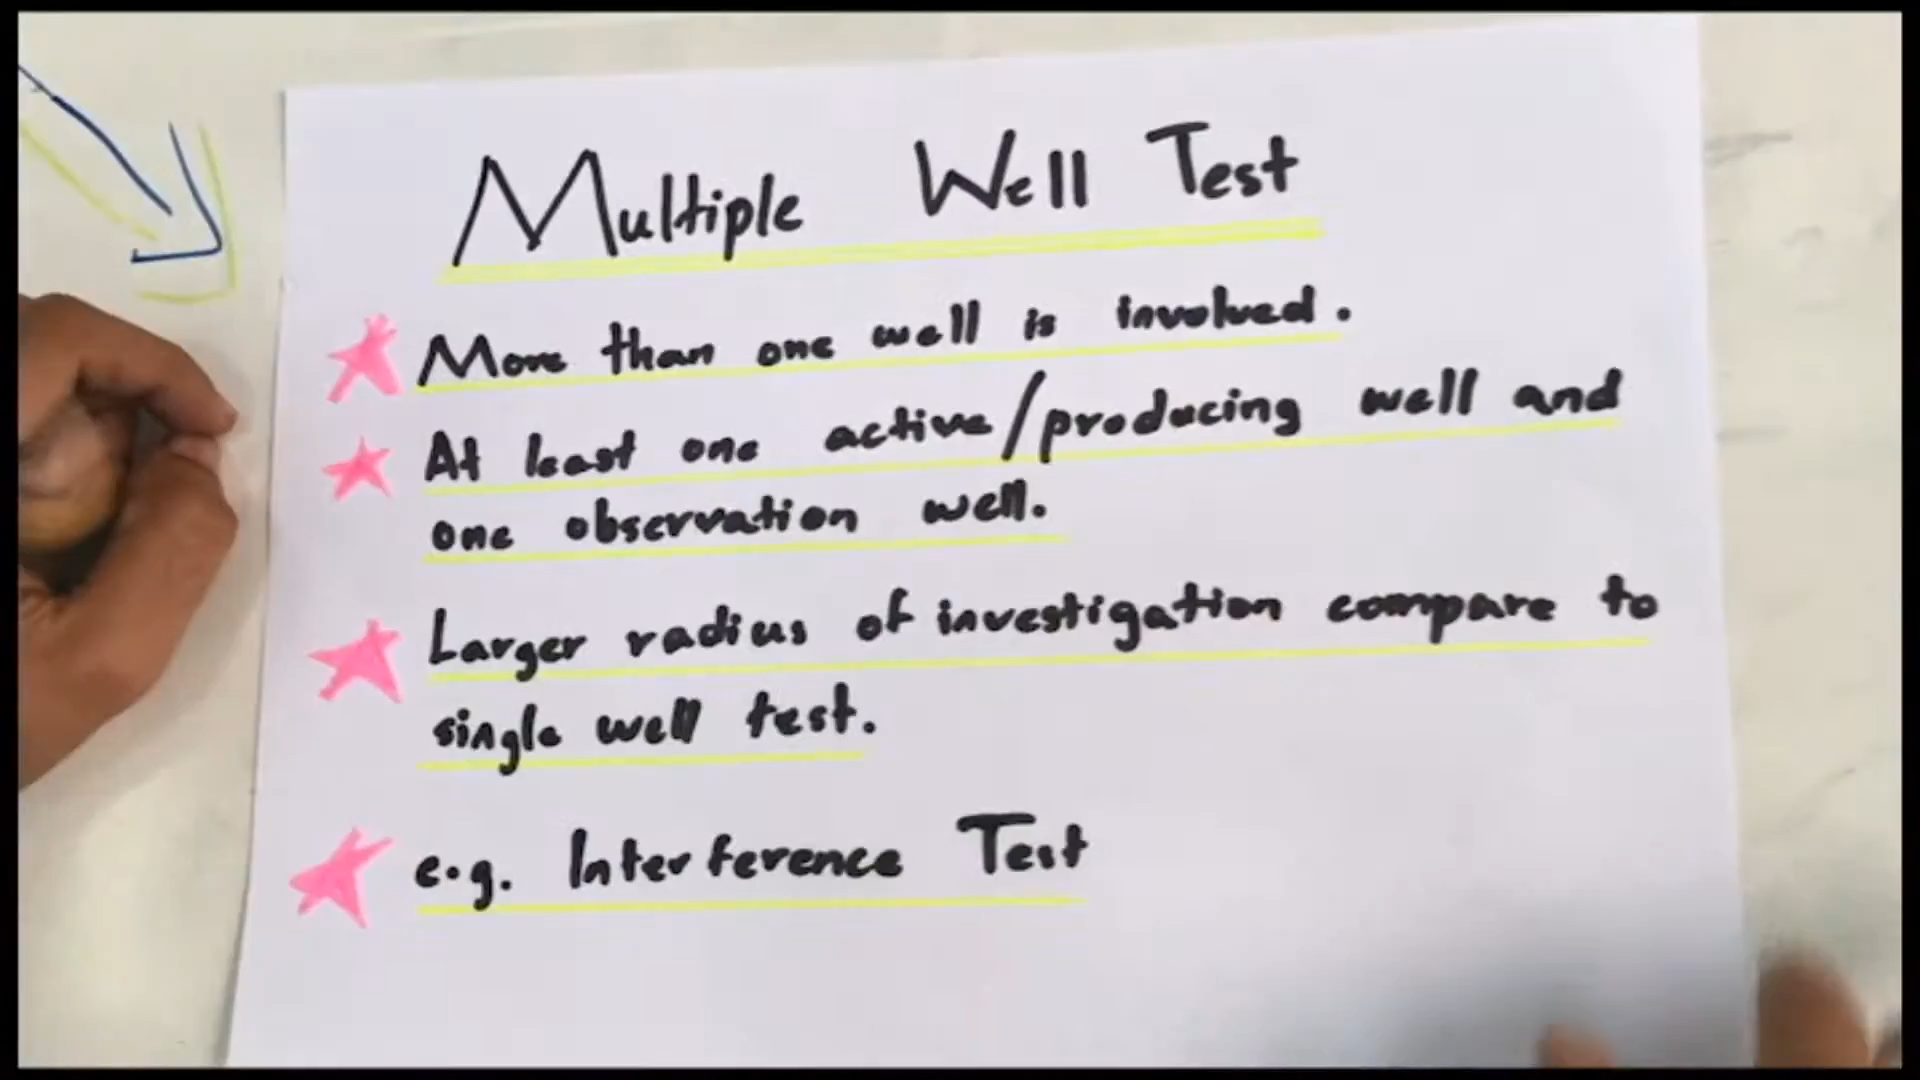 Multiple Well Test
More than one well is involved.
At least one active/producing well and
one observation well.
Larger radius of investigation compare to
single well test.
e.g. Interference Test